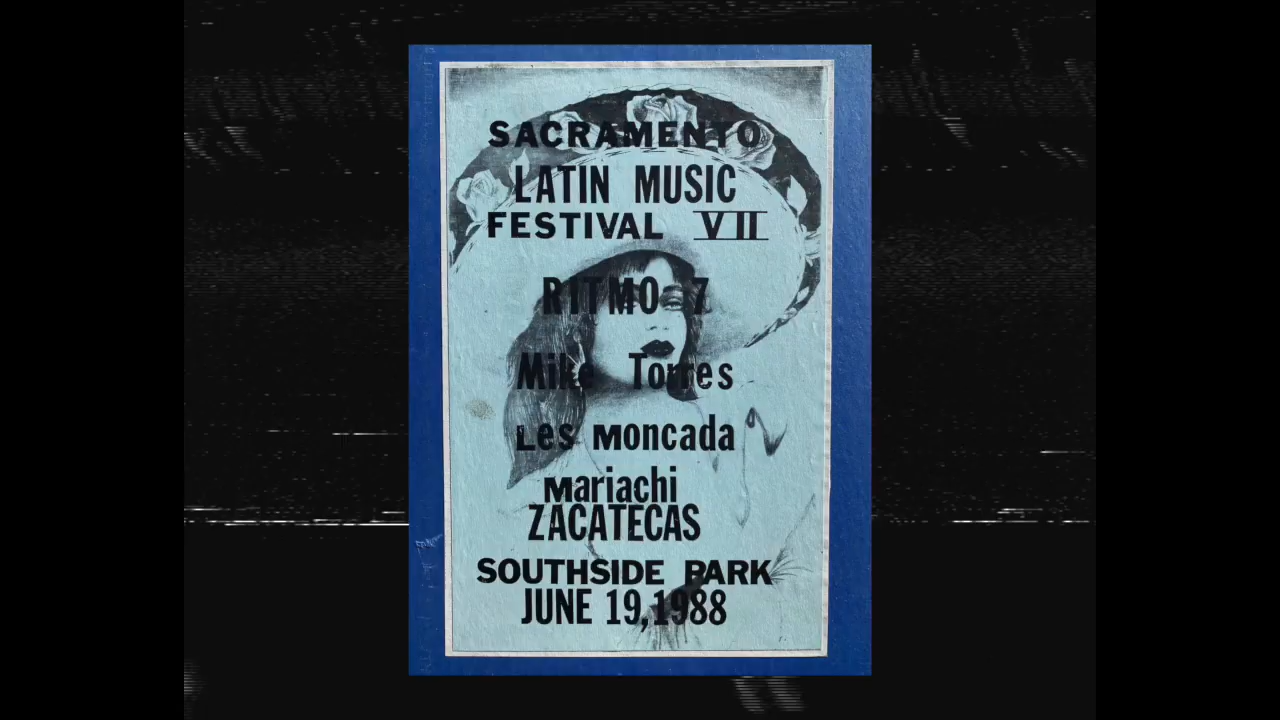 SACRAMENTO
LATIN MUSIC
FESTIVAL VII
RITMO 7
Mike Torres
Les Moncada
Mariachi
ZACATECAS
SOUTHSIDE PARK
JUNE 19, 1988